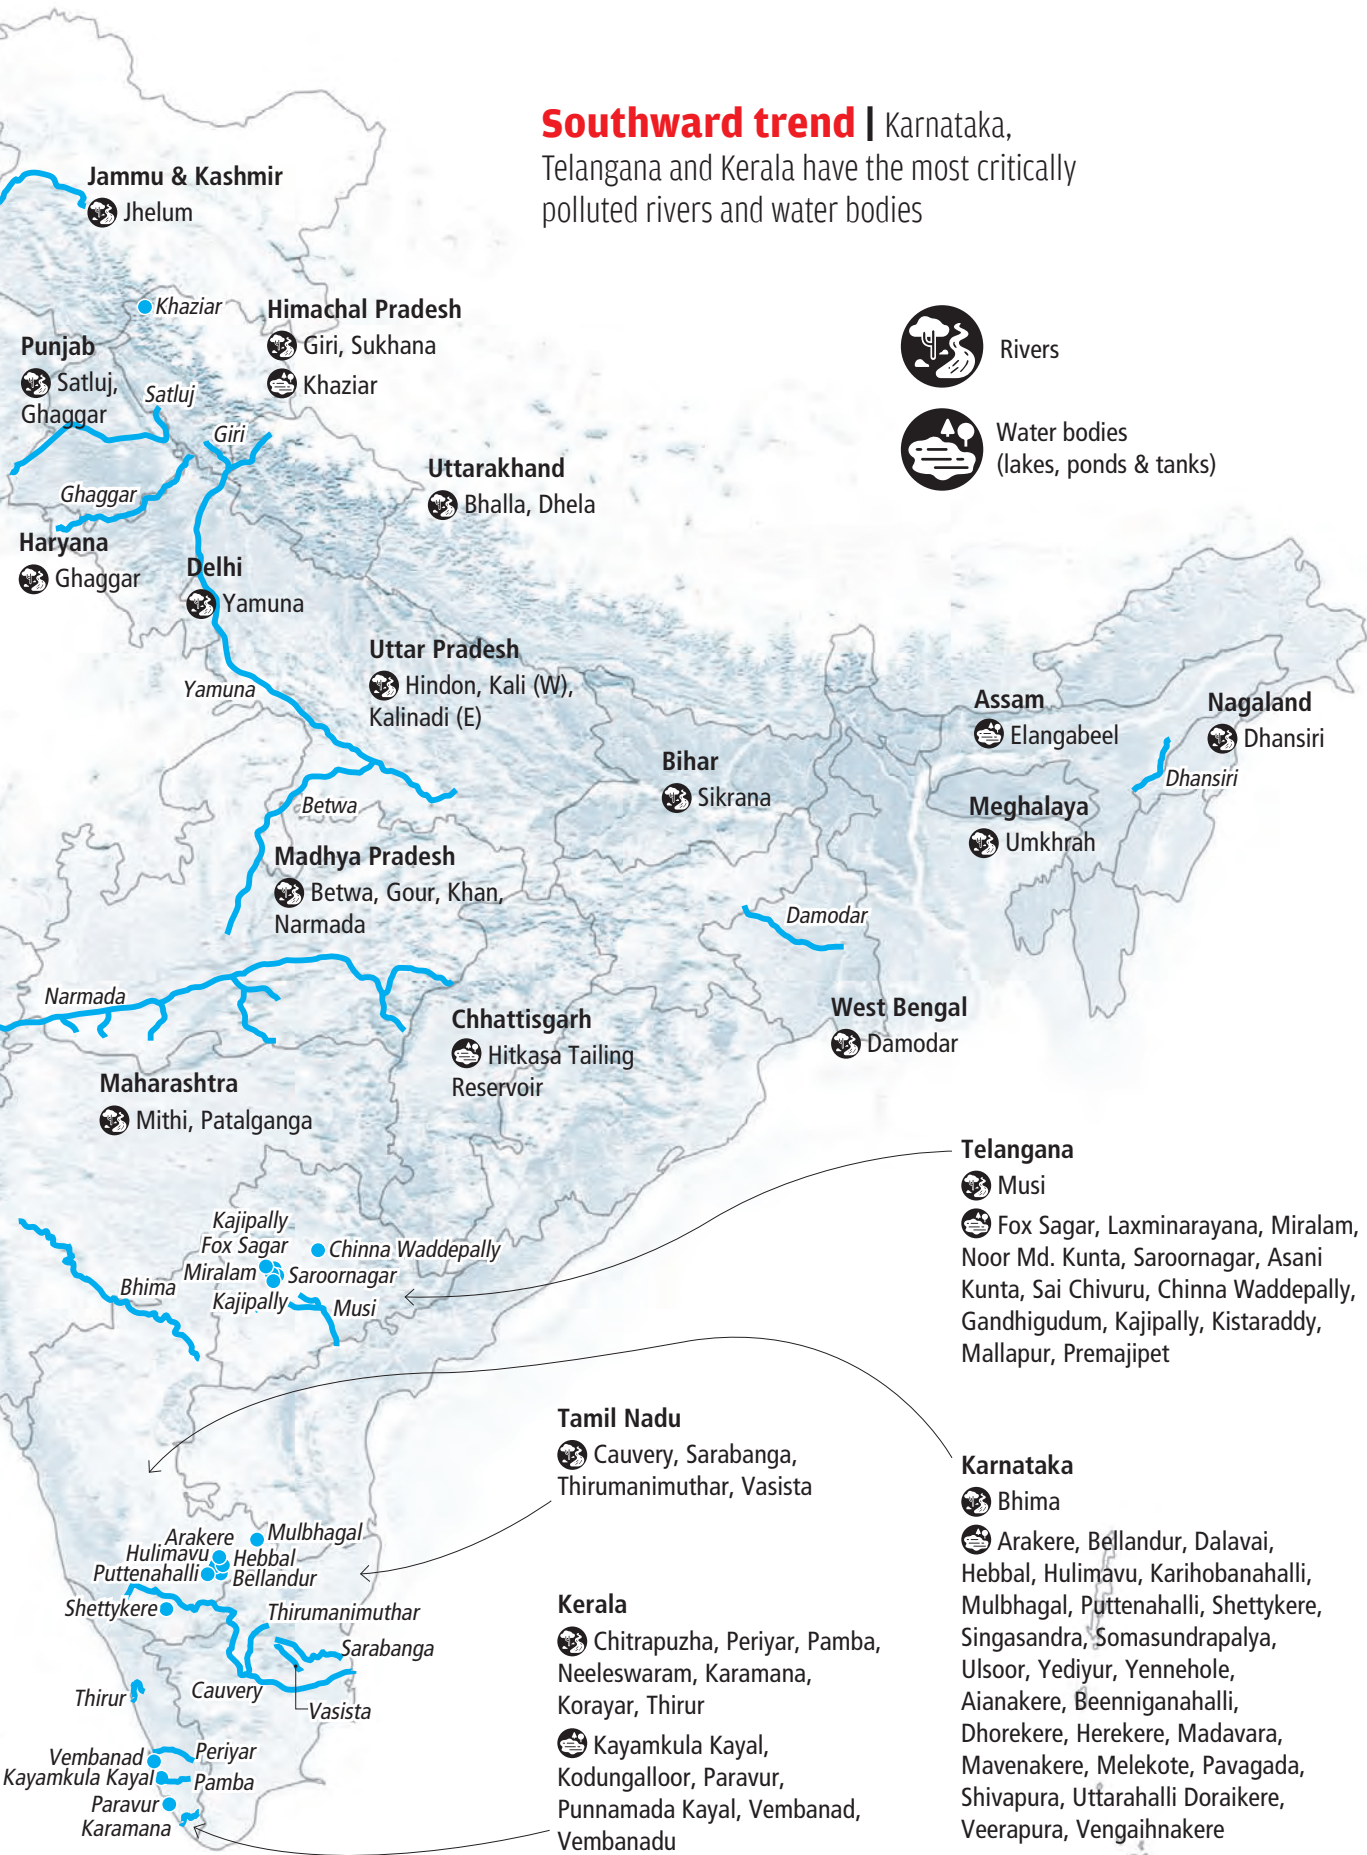 Southward trend | Karnataka,
Telangana and Kerala have the most critically
polluted rivers and water bodies
Rivers
Water bodies
(lakes, ponds & tanks)
Jammu & Kashmir
Jhelum
Khaziar
Himachal Pradesh
Giri, Sukhana
Khaziar
Punjab
Satluj,
Ghaggar
Satluj
Giri
Ghaggar
Uttarakhand
Bhalla, Dhela
Haryana
Ghaggar
Delhi
Yamuna
Yamuna
Uttar Pradesh
Hindon, Kali (W),
Kalinadi (E)
Assam
Elangabeel
Nagaland
Dhansiri
Dhansiri
Bihar
Sikrana
Meghalaya
Umkhrah
Betwa
Madhya Pradesh
Betwa, Gour, Khan,
Narmada
Damodar
Narmada
West Bengal
Damodar
Chhattisgarh
Hitkasa Tailing
Reservoir
Maharashtra
Mithi, Patalganga
Telangana
Musi
Fox Sagar, Laxminarayana, Miralam,
Noor Md. Kunta, Saroornagar, Asani
Kunta, Sai Chivuru, Chinna Waddepally,
Gandhigudum, Kajipally, Kistaraddy,
Mallapur, Premajipet
Kajipally
Fox Sagar
Chinna Waddepally
Miralam
Saroornagar
Kajipally
Musi
Bhima
Tamil Nadu
Cauvery, Sarabanga,
Thirumanimuthar, Vasista
Karnataka
Bhima
Arakere, Bellandur, Dalavai,
Hebbal, Hulimavu, Karihobanahalli,
Mulbhagal, Puttenahalli, Shettykere,
Singasandra, Somasundrapalya,
Ulsoor, Yediyur, Yennehole,
Aianakere, Beenniganahalli,
Dhorekere, Herekere, Madavara,
Mavenakere, Melekote, Pavagada,
Shivapura, Uttarahalli Doraikere,
Veerapura, Vengaihnakere
Arakere
Mulbhagal
Hulimavu
Hebbal
Puttenahalli
Bellandur
Shettykere
Thirumanimuthar
Sarabanga
Cauvery
Vasista
Thirur
Kerala
Chitrapuzha, Periyar, Pamba,
Neeleswaram, Karamana,
Korayar, Thirur
Kayamkula Kayal,
Kodungalloor, Paravur,
Punnamada Kayal, Vembanad,
Vembanadu
Vembanad
Periyar
Kayamkula Kayal
Pamba
Paravur
Karamana